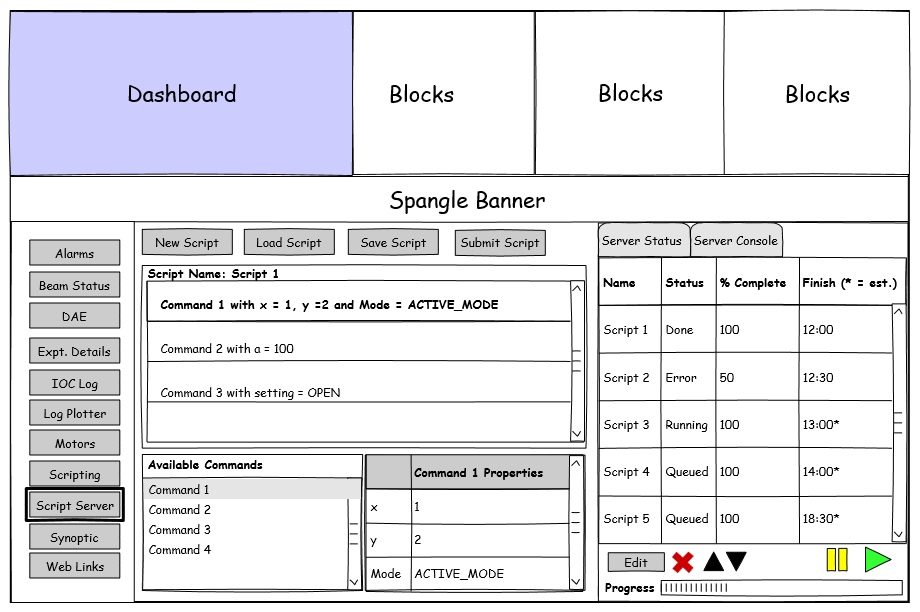 Dashboard
Blocks
Blocks
Blocks
Spangle Banner
Alarms
Beam Status
DAE
Expt. Details
IOC Log
Log Plotter
Motors
Scripting
Script Server
Synoptic
Web Links
New Script
Load Script
Save Script
Submit Script
Script Name: Script 1
Command 1 with x = 1, y =2 and Mode = ACTIVE_MODE
Command 2 with a = 100
Command 3 with setting = OPEN
Available Commands
Command 1
Command 2
Command 3
Command 4
Command 1 Properties
x 1
y 2
Mode ACTIVE_MODE
Server Status
Server Console
Name Status % Complete Finish (* = est.)
Script 1 Done 100 12:00
Script 2 Error 50 12:30
Script 3 Running 100 13:00*
Script 4 Queued 100 14:00*
Script 5 Queued 100 18:30*
Edit
Progress